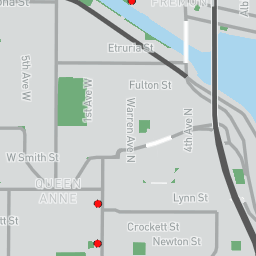 FREMONT
Etruria St
Fulton St
5th Ave W
1st Ave W
Warren Ave N
4th Ave N
W Smith St
QUEEN
ANNE
Lynn St
Crockett St
Newton St